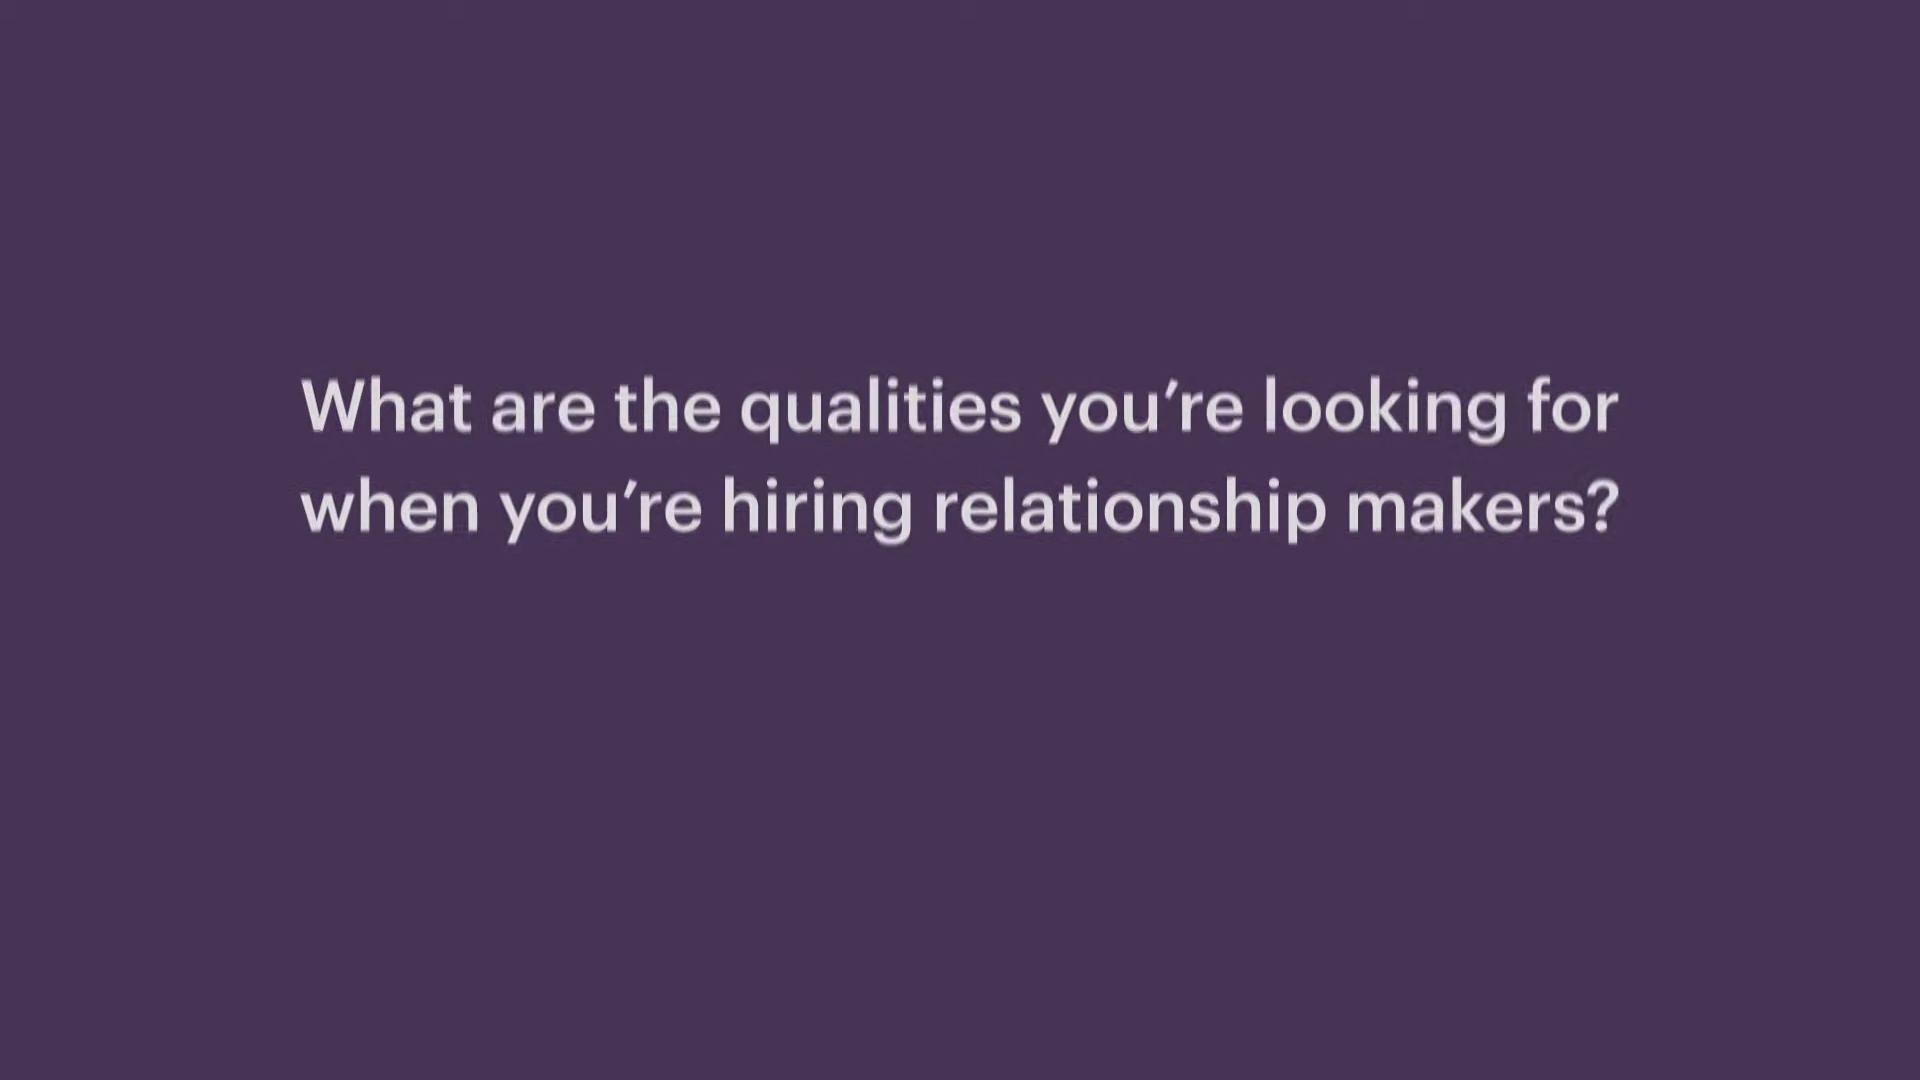 What are the qualities you’re looking for
when you’re hiring relationship makers?